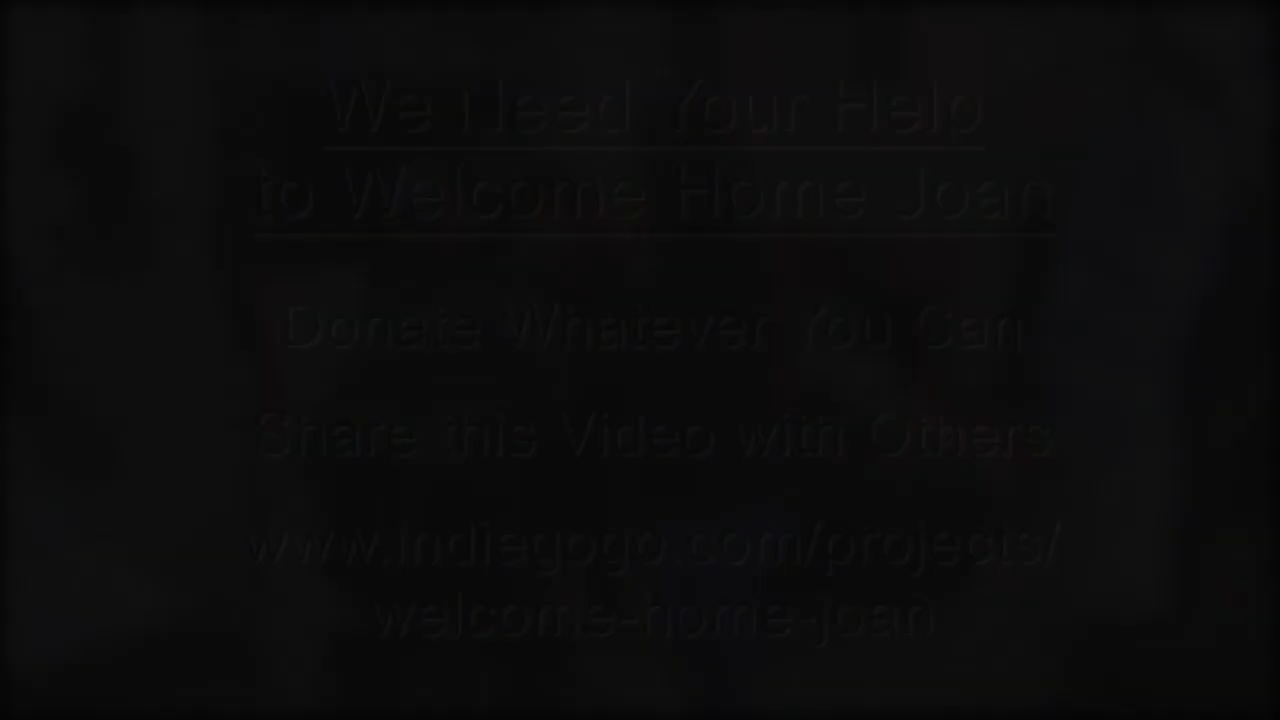 We Need Your Help
to Welcome Home Joan
Donate Whatever You Can
Share this Video with Others
www.indiegogo.com/projects/
welcome-home-joan